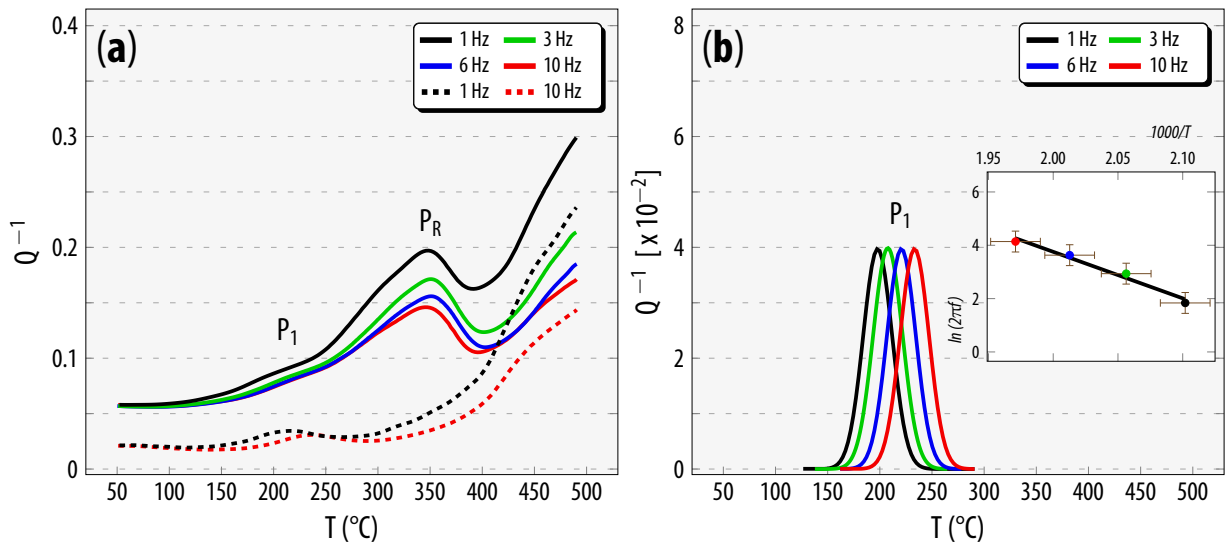 (a)
1 Hz 3 Hz
6 Hz 10 Hz
1 Hz 10 Hz
0.4
0.3
0.2
0.1
0
Q⁻¹
P₁
P_R
50 100 150 200 250 300 350 400 450 500
T (°C)
(b)
1 Hz 3 Hz
6 Hz 10 Hz
8
6
4
2
0
Q⁻¹ [ x 10⁻² ]
P₁
1000/T
1.95 2.00 2.05 2.10
6
4
2
0
ln (2πf)
50 100 150 200 250 300 350 400 450 500
T (°C)